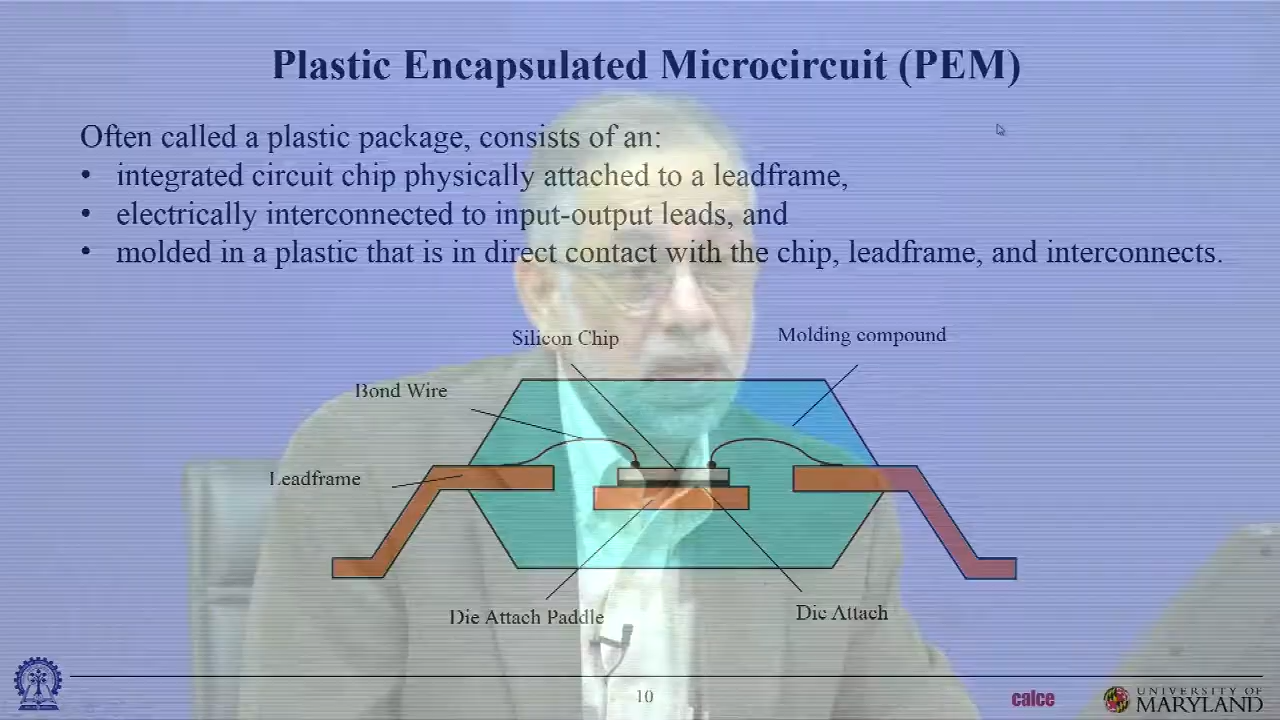 Plastic Encapsulated Microcircuit (PEM)
Often called a plastic package, consists of an:
• integrated circuit chip physically attached to a leadframe,
• electrically interconnected to input-output leads, and
• molded in a plastic that is in direct contact with the chip, leadframe, and interconnects.
Silicon Chip
Molding compound
Bond Wire
Leadframe
Die Attach Paddle
Die Attach
10
calce
UNIVERSITY OF
MARYLAND